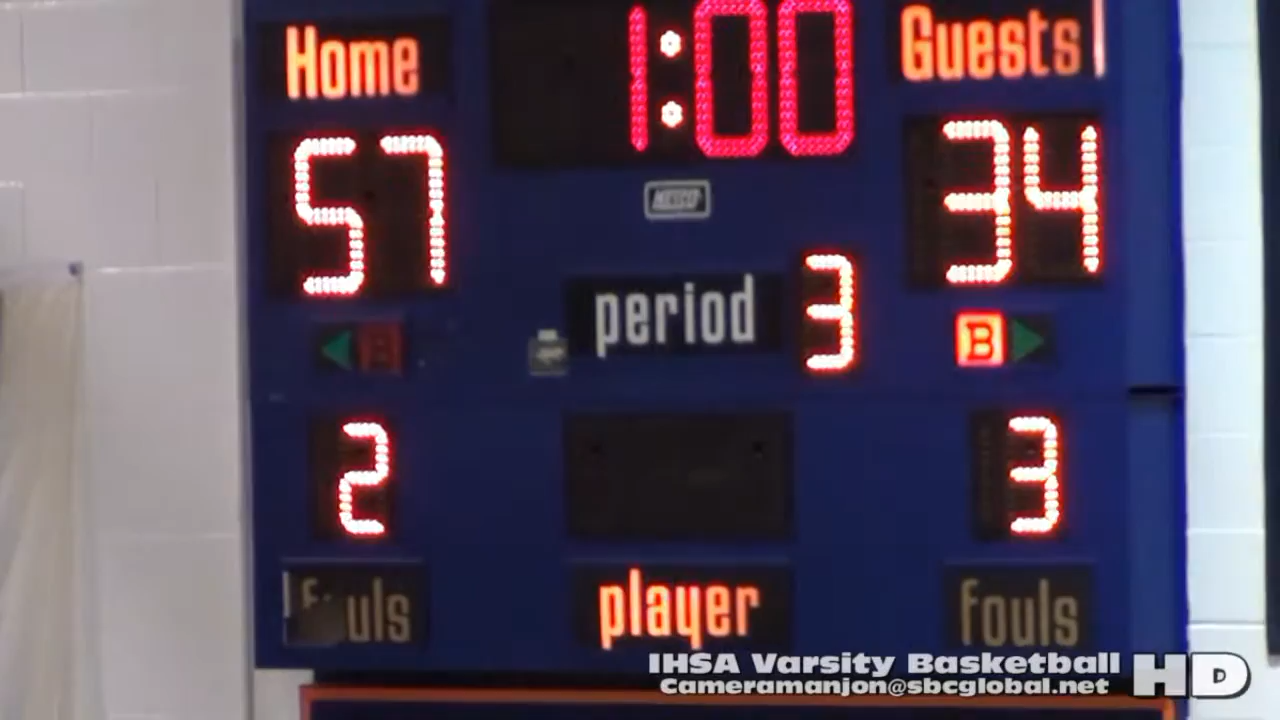 Home 1:00 Guests
57 34
NEVCO
period 3
B B
2 3
fouls player fouls
IHSA Varsity Basketball HD
Cameramanjon@sbcglobal.net